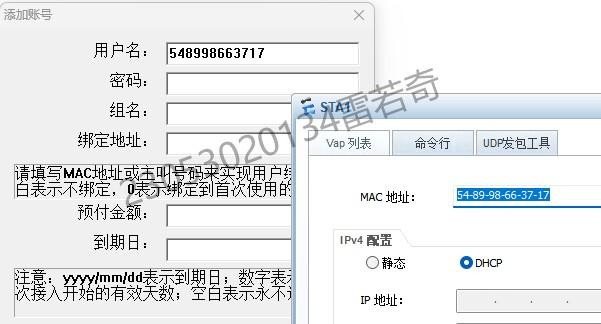 添加账号
用户名：
548998663717
密码：
组名：
绑定地址：
请填写MAC地址或主叫号码来实现用户绑
白表示不绑定，0表示绑定到首次使用的
预付金额：
到期日：
注意：yyyy/mm/dd表示到期日；数字表示
次接入开始的有效天数；空白表示永不
STA1
Vap 列表
命令行
UDP发包工具
MAC 地址：
54-89-98-66-37-17
IPv4 配置
静态
DHCP
IP 地址：
23053020134雷若奇